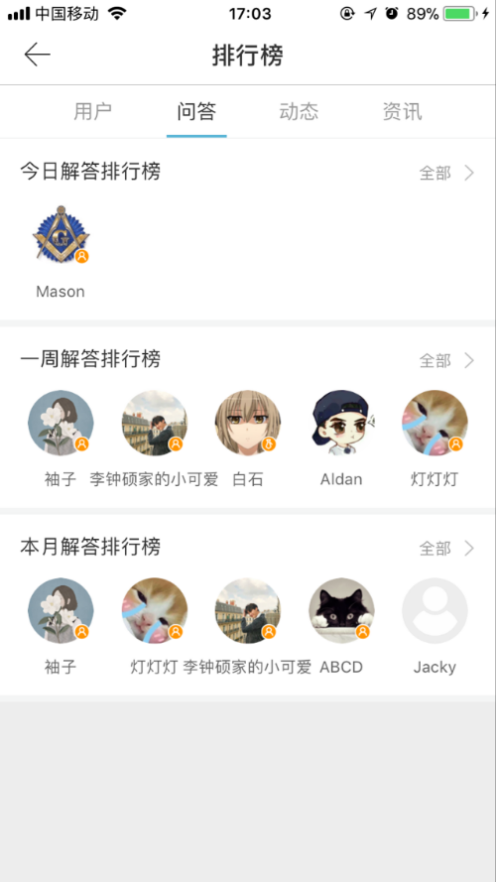 中国移动 17:03 89%
排行榜
用户 问答 动态 资讯
今日解答排行榜 全部
G
Mason
一周解答排行榜 全部
袖子 李钟硕家的小可爱 白石 Aldan 灯灯灯
本月解答排行榜 全部
袖子 灯灯灯 李钟硕家的小可爱 ABCD Jacky